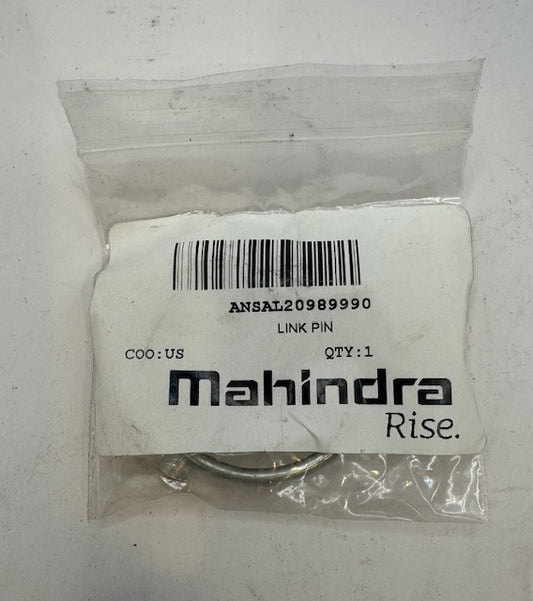 ANSAL20989990
LINK PIN
COO:US QTY:1
Mahindra
Rise.